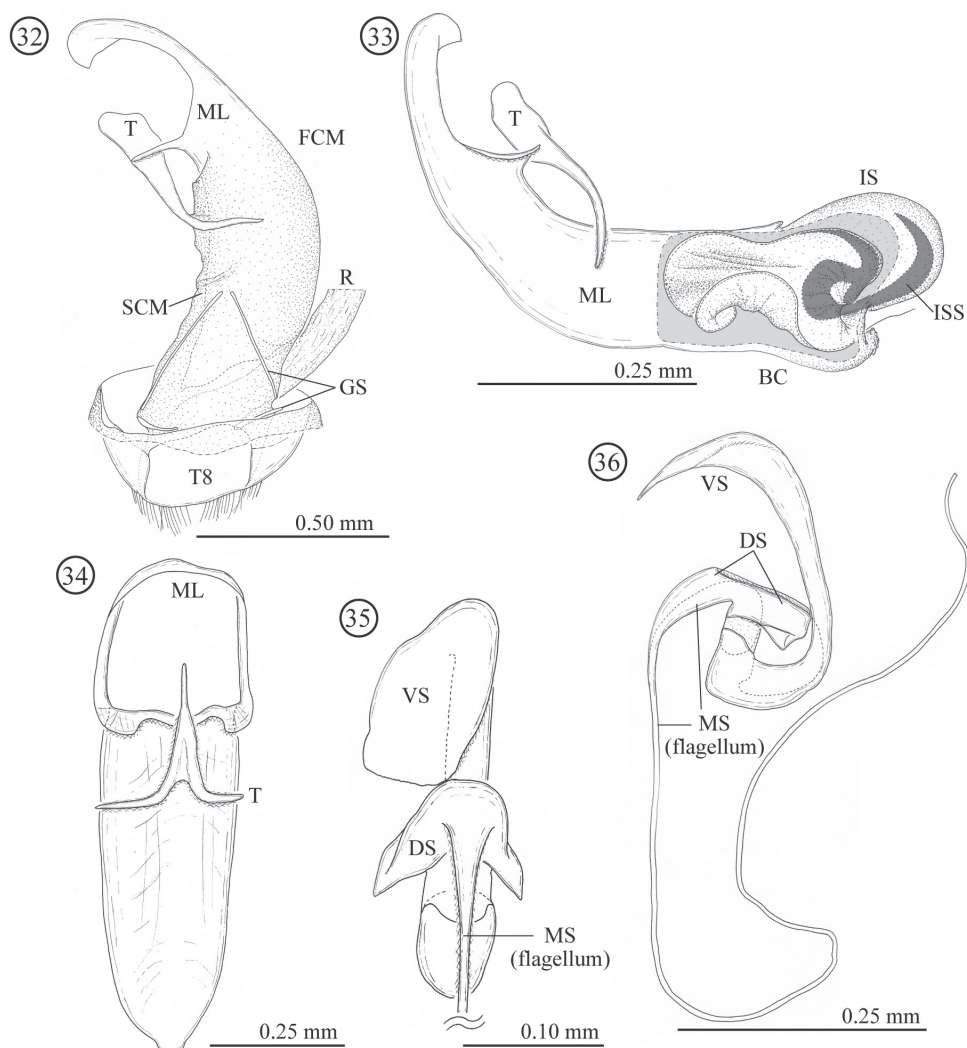 32
ML
T
FCM
SCM
R
GS
T8
0.50 mm
33
T
IS
ML
ISS
BC
0.25 mm
34
ML
T
0.25 mm
35
VS
DS
MS
(flagellum)
0.10 mm
36
VS
DS
MS
(flagellum)
0.25 mm